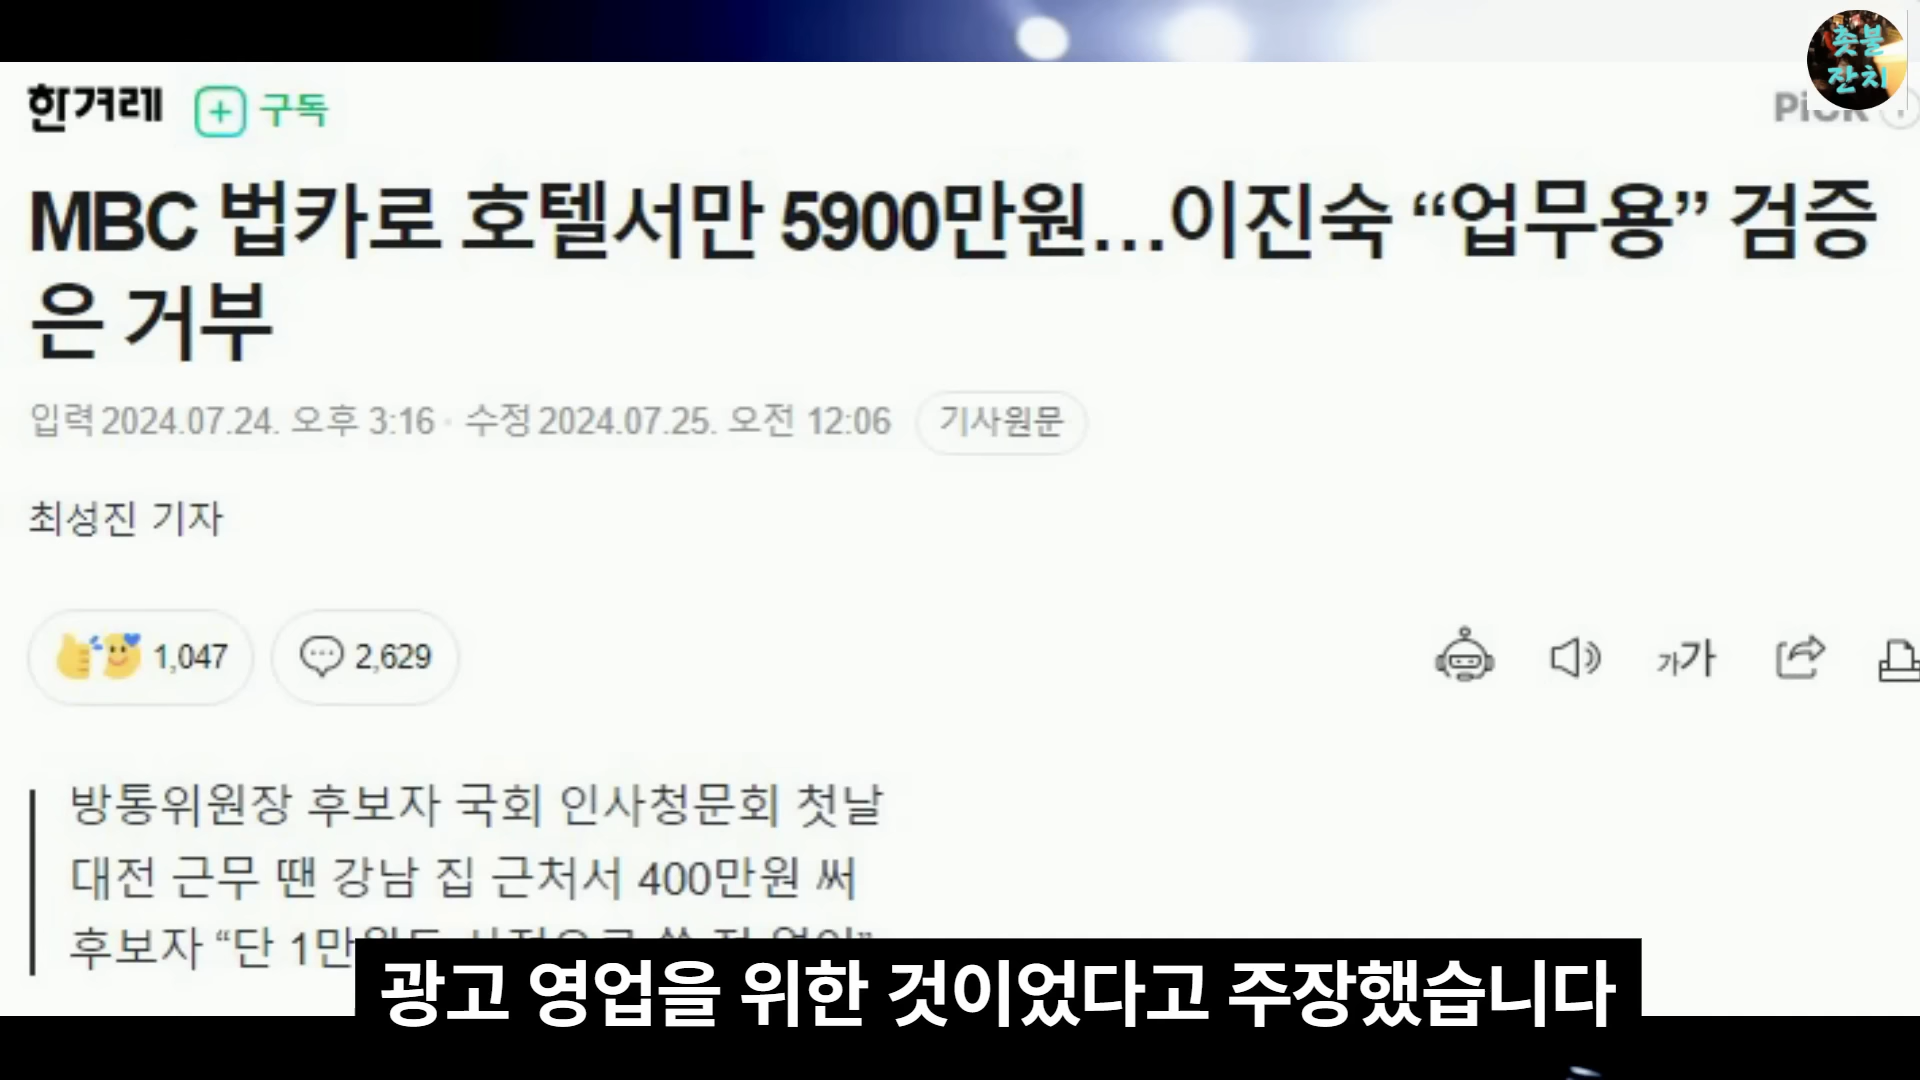 촛불
잔치
한겨레 구독
MBC 법카로 호텔서만 5900만원...이진숙 “업무용” 검증
은 거부
입력 2024.07.24. 오후 3:16 · 수정 2024.07.25. 오전 12:06 기사원문
최성진 기자
1,047 2,629
가가
방통위원장 후보자 국회 인사청문회 첫날
대전 근무 땐 강남 집 근처서 400만원 써
후보자 “단 1만
광고 영업을 위한 것이었다고 주장했습니다